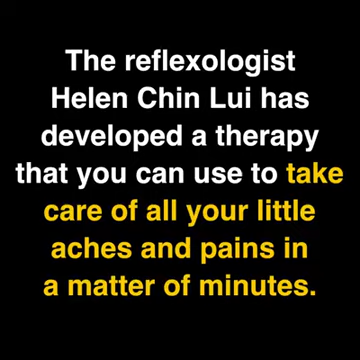 The reflexologist
Helen Chin Lui has
developed a therapy
that you can use to take
care of all your little
aches and pains in
a matter of minutes.